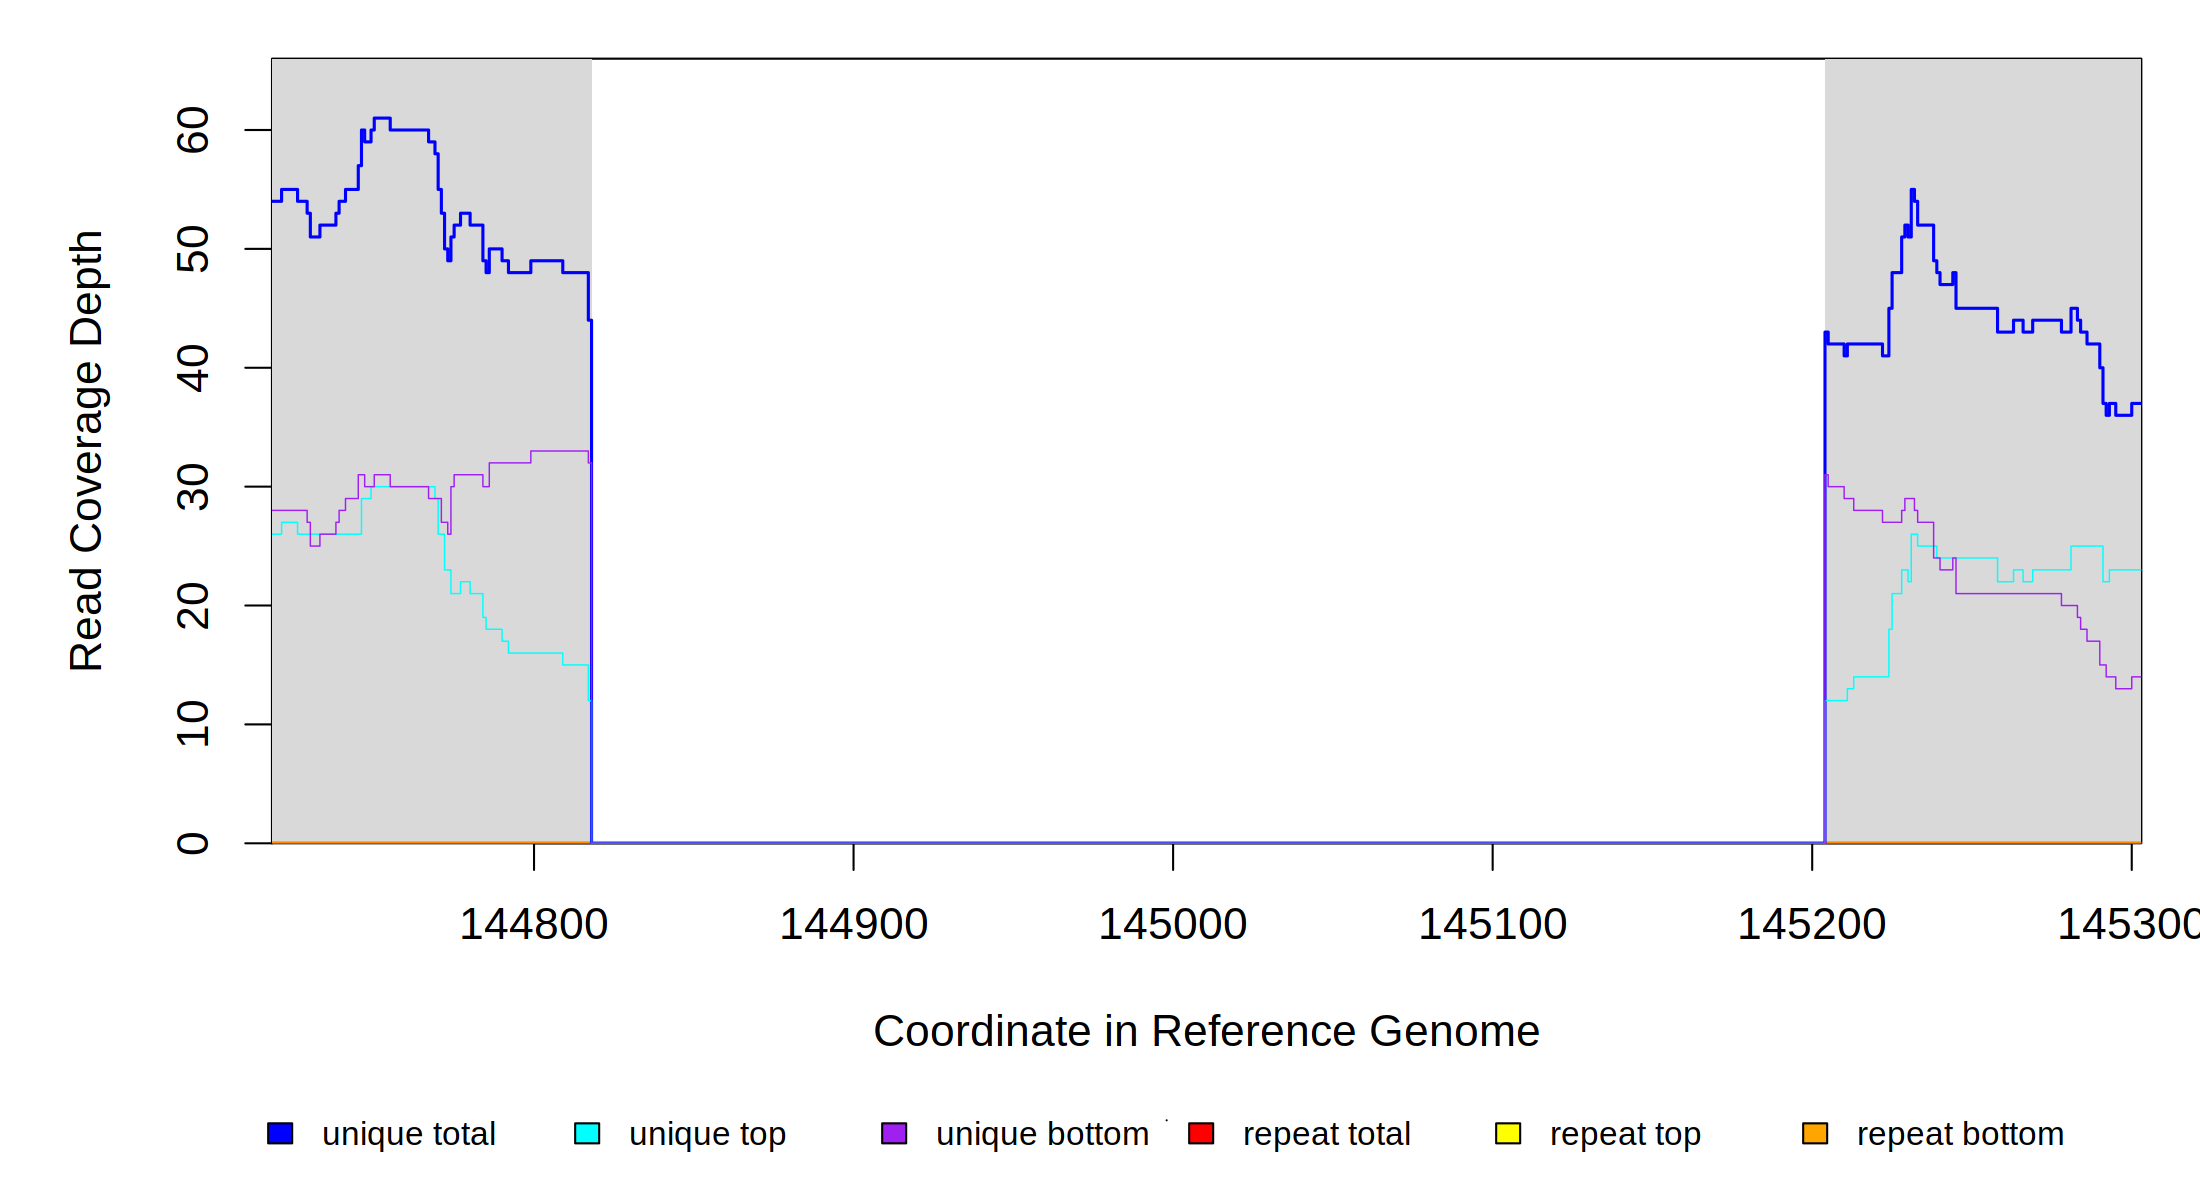 Read Coverage Depth
60
50
40
30
20
10
0
144800 144900 145000 145100 145200 145300
Coordinate in Reference Genome
unique total unique top unique bottom repeat total repeat top repeat bottom